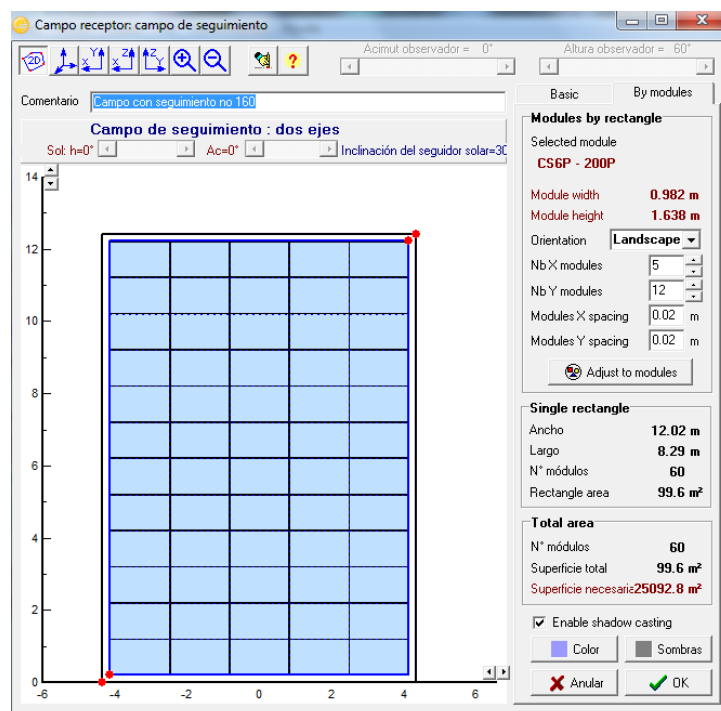 Campo receptor: campo de seguimiento
2D
Acimut observador = 0°
Altura observador = 60°
Comentario Campo con seguimiento no 160
Campo de seguimiento : dos ejes
Sol: h=0° Ac=0° Inclinación del seguidor solar=30
14
12
10
8
6
4
2
0
-6 -4 -2 0 2 4 6
Basic By modules
Modules by rectangle
Selected module
CS6P - 200P
Module width 0.982 m
Module height 1.638 m
Orientation Landscape
Nb X modules 5
Nb Y modules 12
Modules X spacing 0.02 m
Modules Y spacing 0.02 m
Adjust to modules
Single rectangle
Ancho 12.02 m
Largo 8.29 m
N° módulos 60
Rectangle area 99.6 m²
Total area
N° módulos 60
Superficie total 99.6 m²
Superficie necesaria 25092.8 m²
Enable shadow casting
Color Sombras
Anular OK